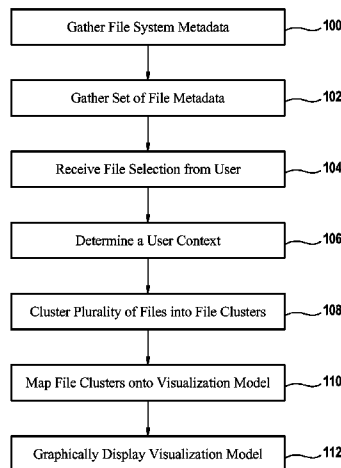 Gather File System Metadata 100
Gather Set of File Metadata 102
Receive File Selection from User 104
Determine a User Context 106
Cluster Plurality of Files into File Clusters 108
Map File Clusters onto Visualization Model 110
Graphically Display Visualization Model 112